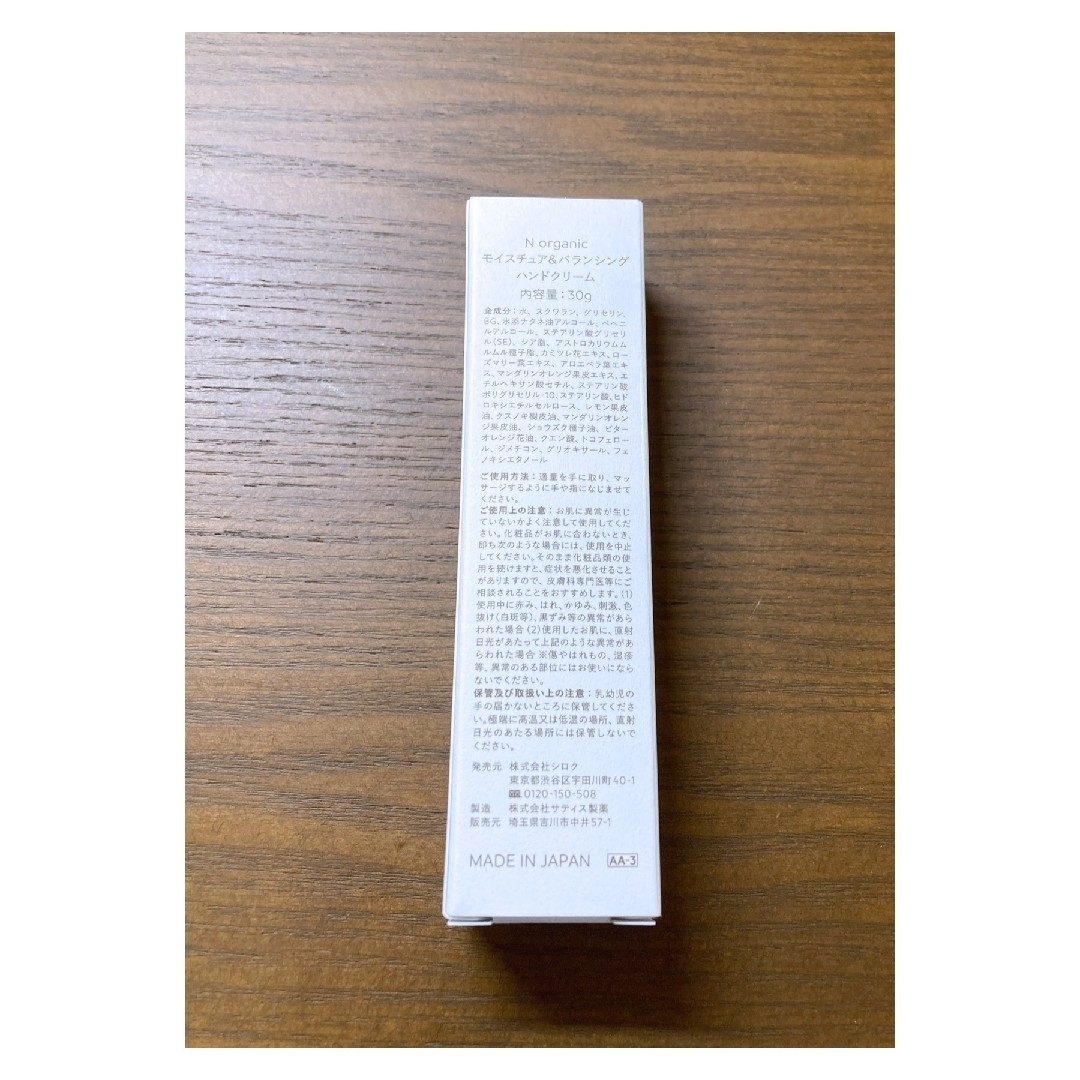 N organic
モイスチュア&バランシング
ハンドクリーム
内容量：30g
全成分：水、スクワラン、グリセリン、
BG、水添ナタネ油アルコール、ベヘニ
ルアルコール、ステアリン酸グリセリ
ル(SE)、シア脂、アストロカリウムム
ルムル種子脂、カミツレ花エキス、ロー
ズマリー葉エキス、アロエベラ葉エキ
ス、マンダリンオレンジ果皮エキス、エ
チルヘキサン酸セチル、ステアリン酸
ポリグリセリル-10、ステアリン酸、ヒド
ロキシエチルセルロース、レモン果皮
油、クスノキ樹皮油、マンダリンオレン
ジ果皮油、ショウズク種子油、ビター
オレンジ花油、クエン酸、トコフェロー
ル、ジメチコン、グリオキサール、フェ
ノキシエタノール
ご使用方法：適量を手に取り、マッ
サージするように手や指になじませて
ください。
ご使用上の注意：お肌に異常が生じ
ていないかよく注意して使用してくだ
さい。化粧品がお肌に合わないとき、
即ち次のような場合には、使用を中止
してください。そのまま化粧品類の使
用を続けますと、症状を悪化させること
がありますので、皮膚科専門医等にご
相談されることをおすすめします。(1)
使用中に赤み、はれ、かゆみ、刺激、色
抜け(白斑等)、黒ずみ等の異常があら
われた場合(2)使用したお肌に、直射
日光があたって上記のような異常があ
らわれた場合 ※傷やはれもの、湿疹
等、異常のある部位にはお使いになら
ないでください。
保管及び取扱い上の注意：乳幼児の
手の届かないところに保管してくださ
い。極端に高温又は低温の場所、直射
日光のあたる場所には保管しないで
ください。
発売元 株式会社シロク
東京都渋谷区宇田川町40-1
0120-150-508
製造 株式会社サティス製薬
販売元 埼玉県吉川市中井57-1
MADE IN JAPAN AA-3